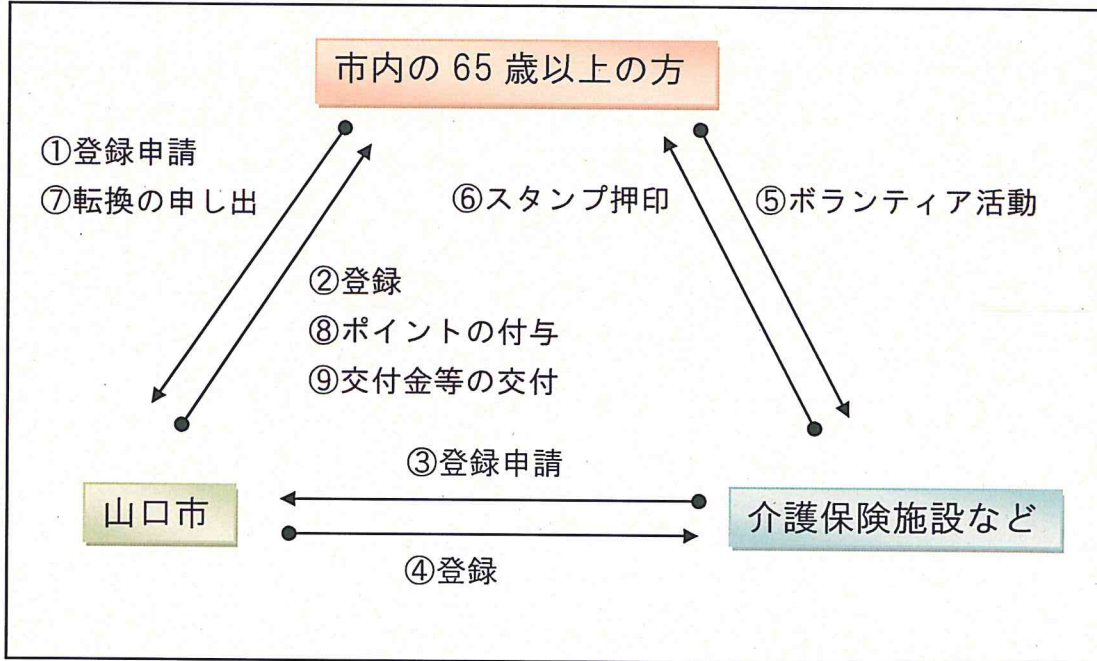 市内の 65 歳以上の方
①登録申請
⑦転換の申し出
⑥スタンプ押印
⑤ボランティア活動
②登録
⑧ポイントの付与
⑨交付金等の交付
③登録申請
山口市
介護保険施設など
④登録